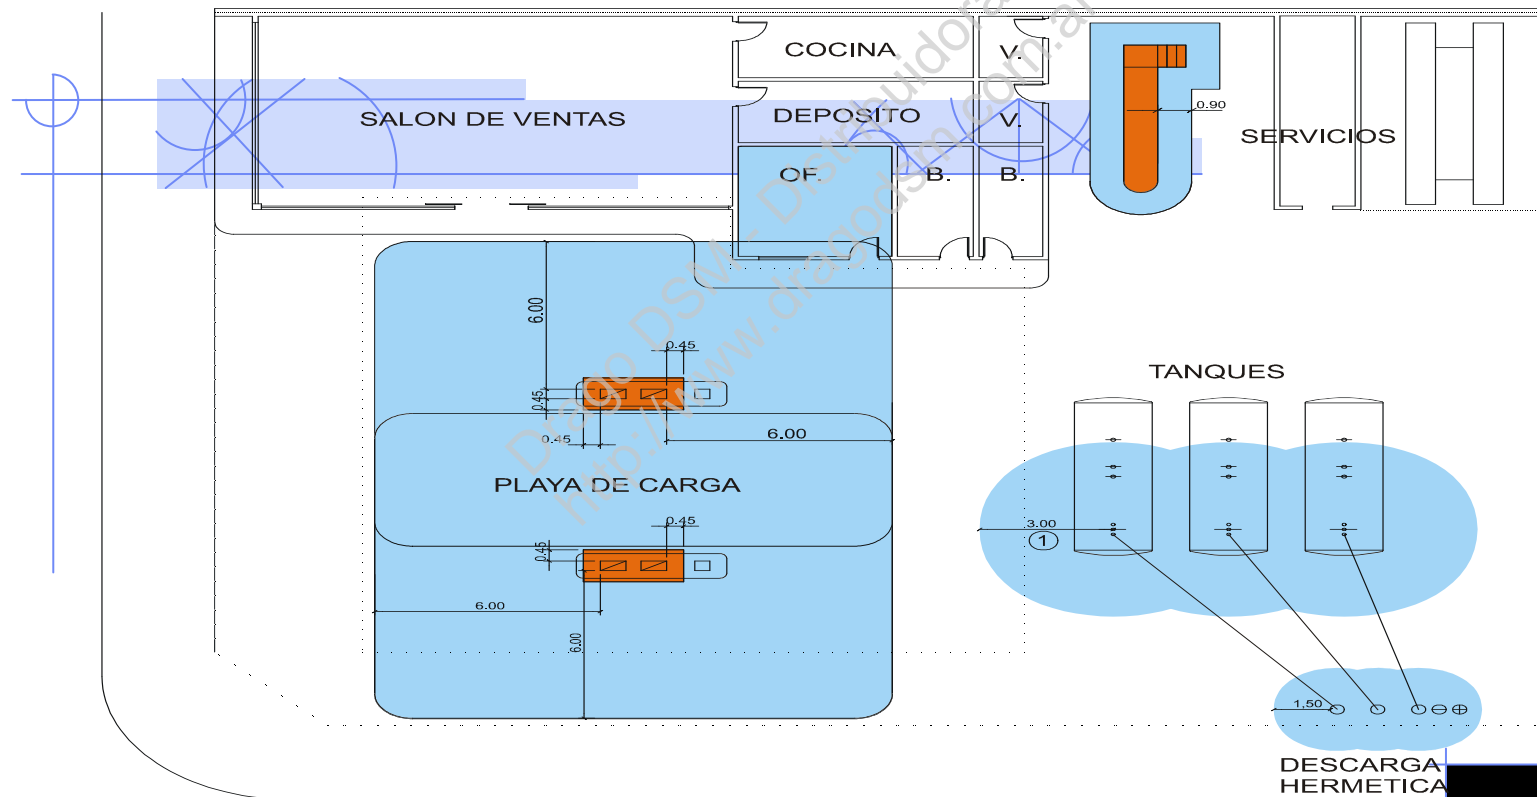 COCINA
V.
SALON DE VENTAS
DEPOSITO
V.
0.90
SERVICIOS
OF.
B.
B.
6.00
0.45
0.45
0.45
6.00
PLAYA DE CARGA
0.45
0.45
6.00
6.00
TANQUES
3.00
1
1,50
DESCARGA
HERMETICA
Drago DSM - Distribuidora
http://www.dragodsm.com.ar